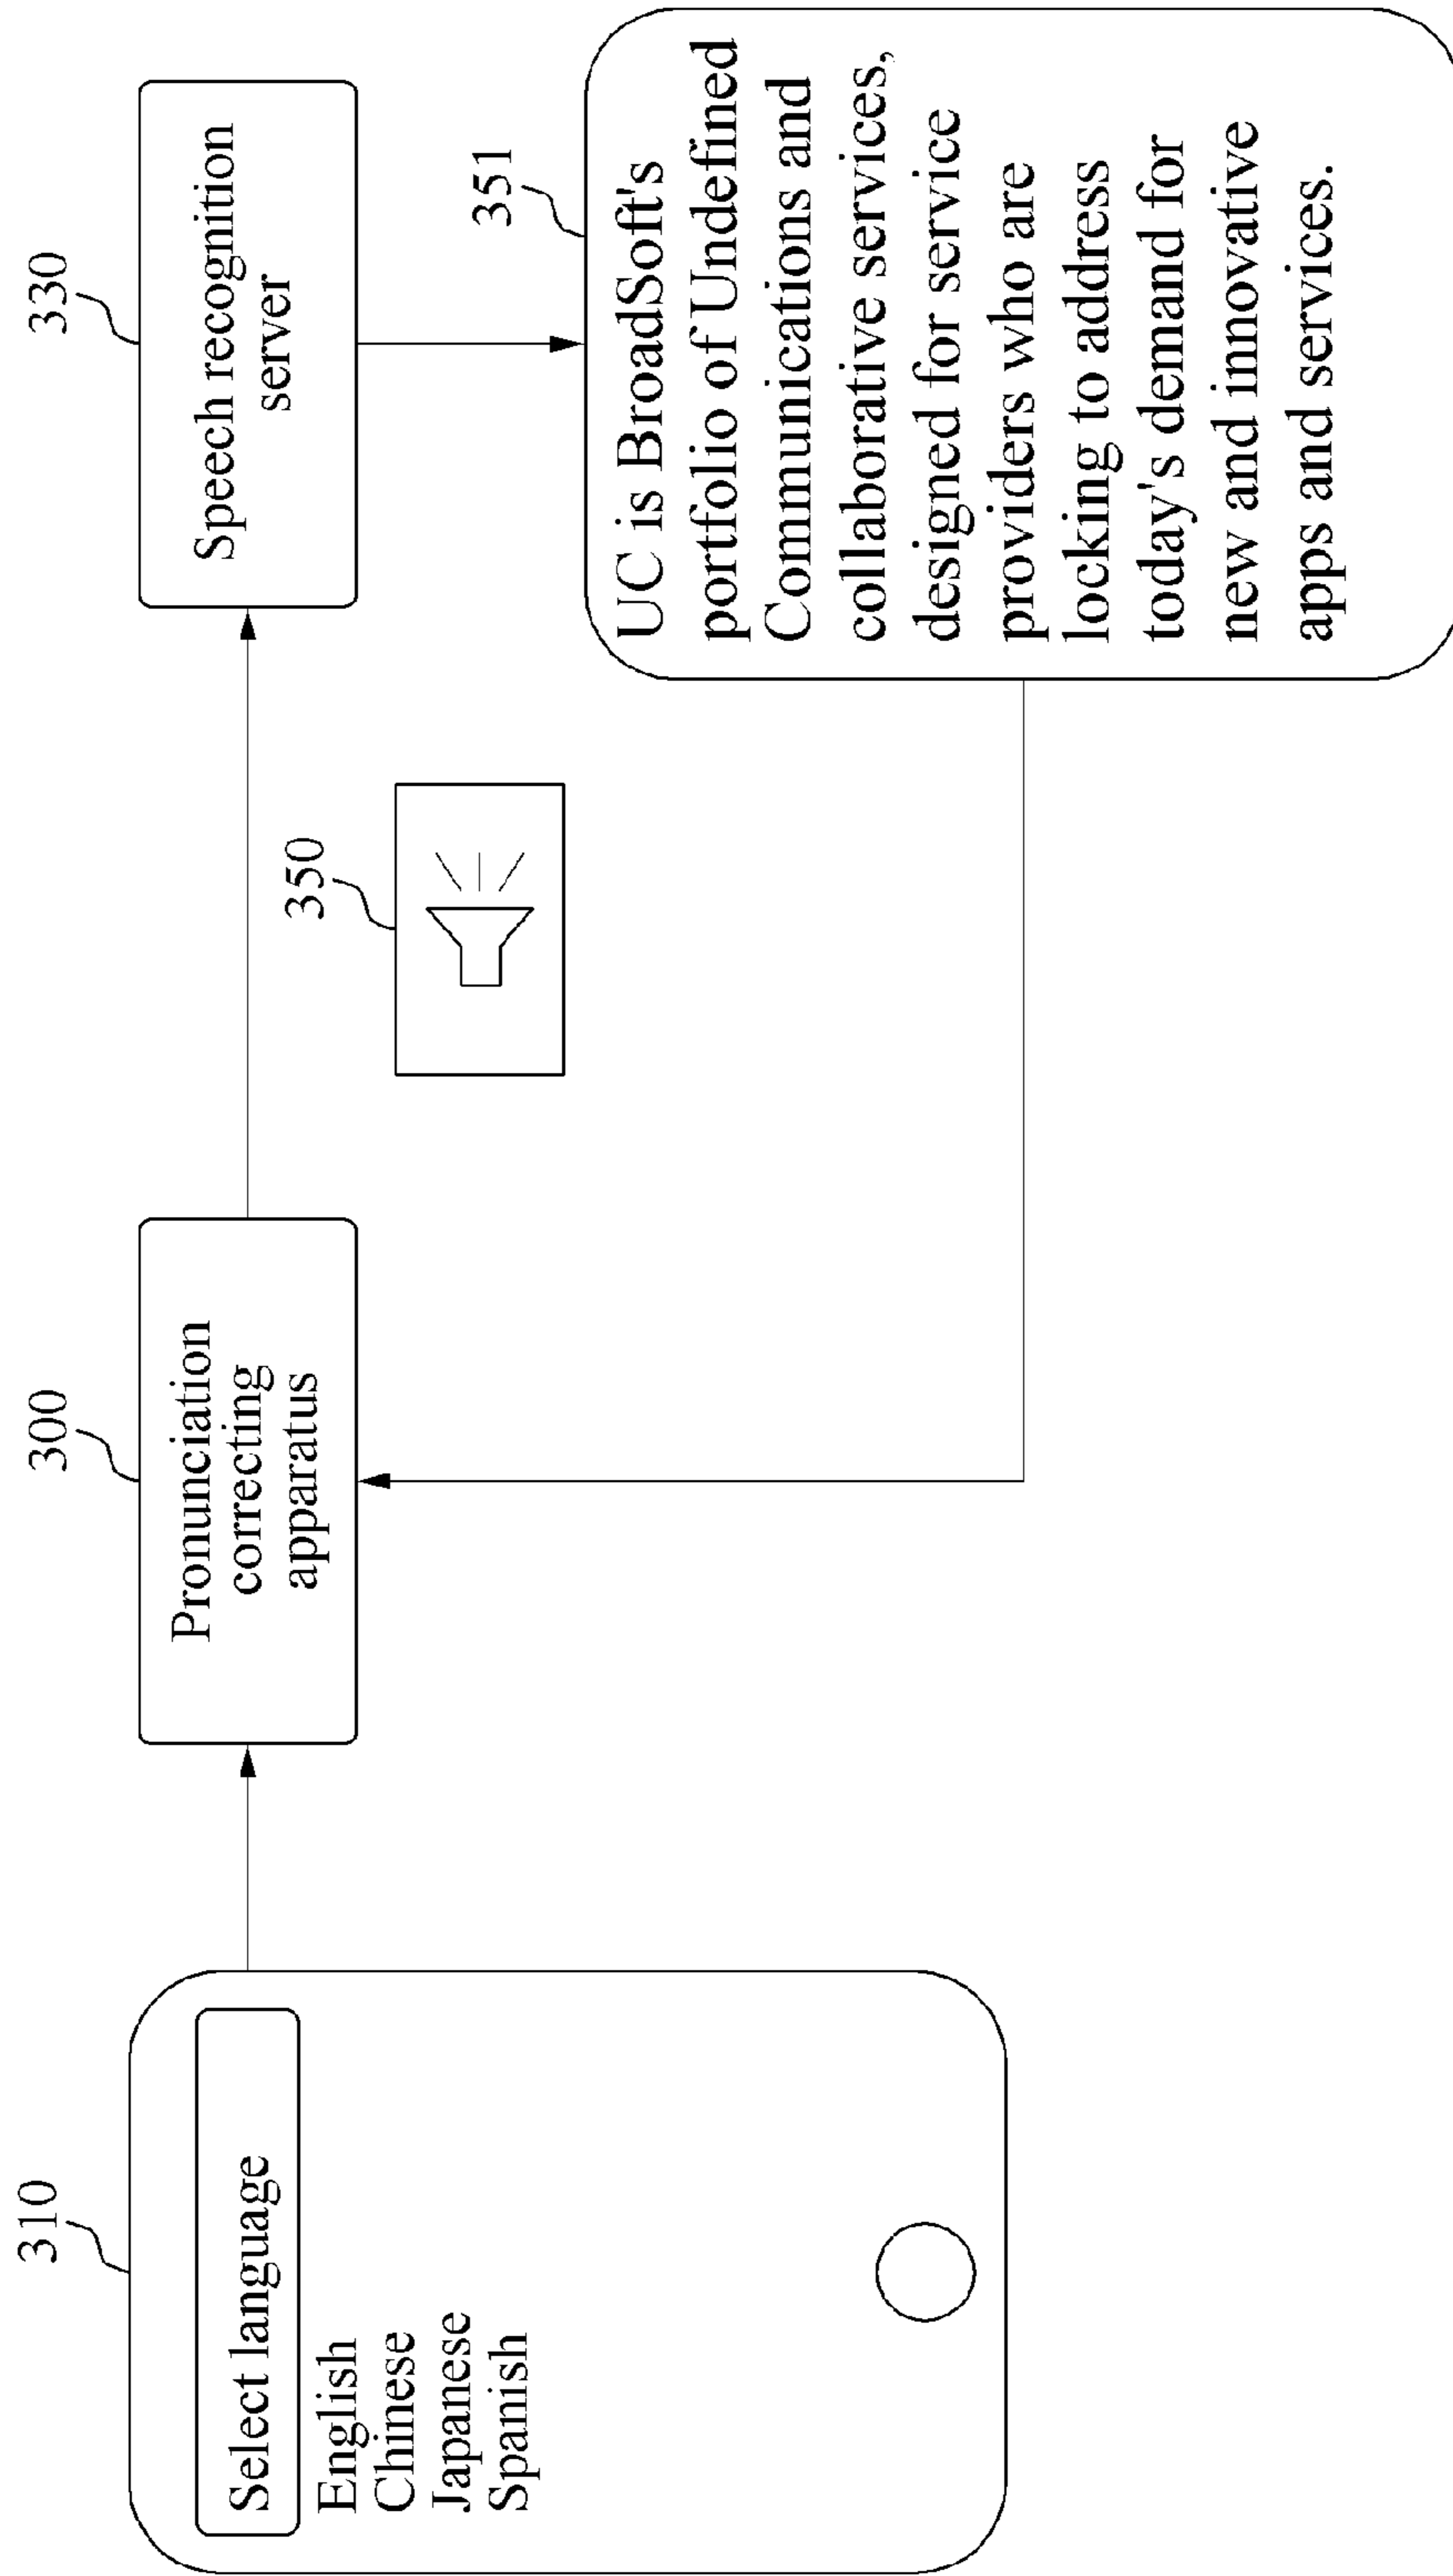 310
Select language
English
Chinese
Japanese
Spanish
300
Pronunciation
correcting
apparatus
350
330
Speech recognition
server
351
UC is BroadSoft's
portfolio of Undefined
Communications and
collaborative services,
designed for service
providers who are
locking to address
today's demand for
new and innovative
apps and services.